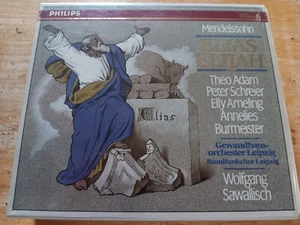 PHILIPS
Mendelssohn
ELIAS
ELIJAH
Theo Adam
Peter Schreier
Elly Ameling
Annelies
Burmeister
Gewandhaus-
orchester Leipzig
Rundfunkchor Leipzig
Wolfgang
Sawallisch
Elias